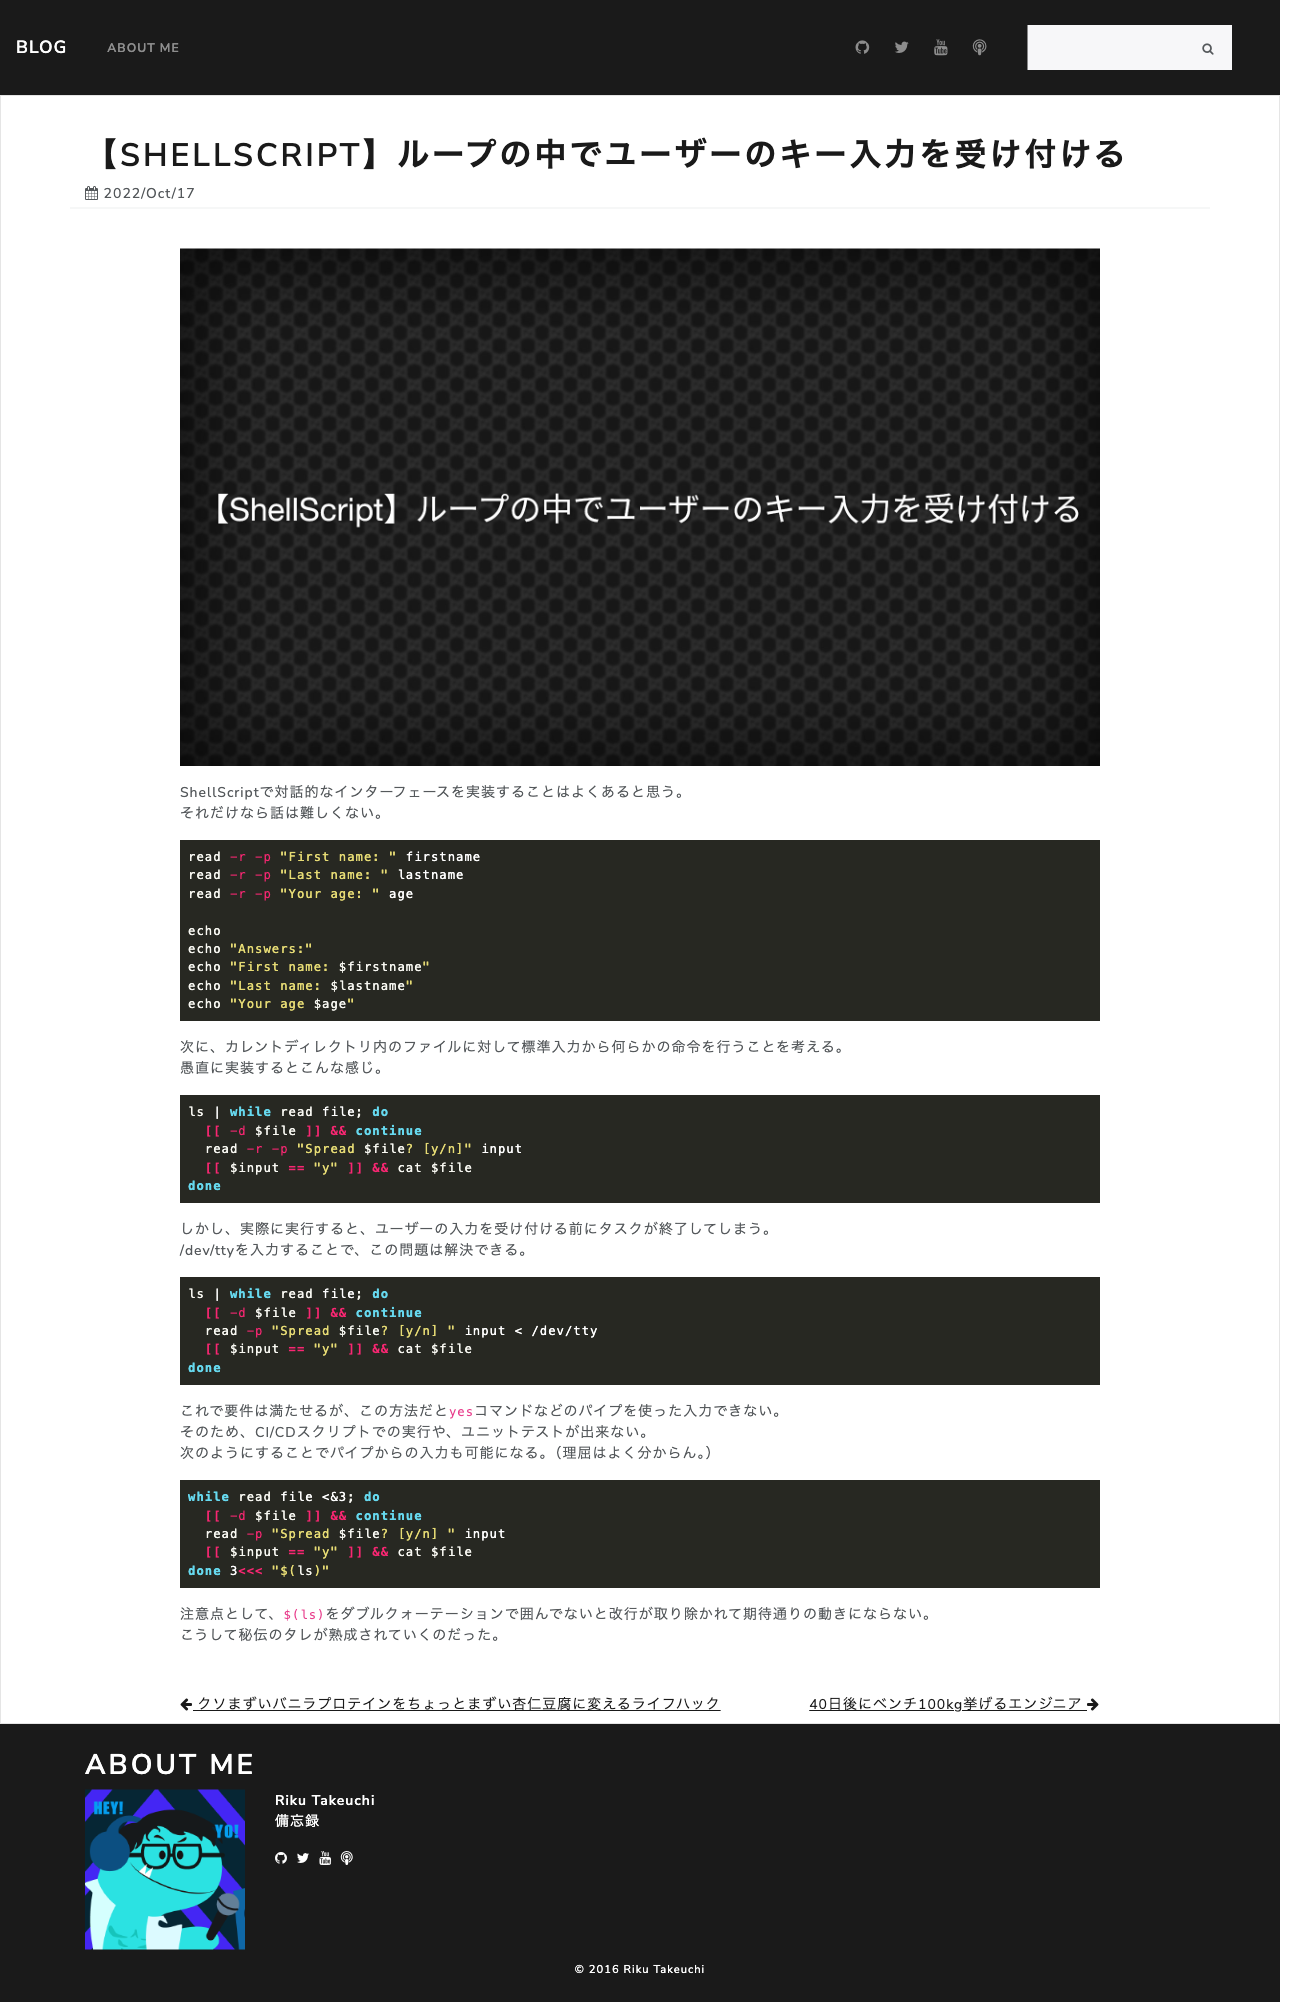 BLOG
ABOUT ME
【SHELLSCRIPT】ループの中でユーザーのキー入力を受け付ける
2022/Oct/17
【ShellScript】ループの中でユーザーのキー入力を受け付ける
ShellScriptで対話的なインターフェースを実装することはよくあると思う。
それだけなら話は難しくない。
read -r -p "First name: " firstname
read -r -p "Last name: " lastname
read -r -p "Your age: " age
echo
echo "Answers:"
echo "First name: $firstname"
echo "Last name: $lastname"
echo "Your age $age"
次に、カレントディレクトリ内のファイルに対して標準入力から何らかの命令を行うことを考える。
愚直に実装するとこんな感じ。
ls | while read file; do
  [[ -d $file ]] && continue
  read -r -p "Spread $file? [y/n]" input
  [[ $input == "y" ]] && cat $file
done
しかし、実際に実行すると、ユーザーの入力を受け付ける前にタスクが終了してしまう。
/dev/ttyを入力することで、この問題は解決できる。
ls | while read file; do
  [[ -d $file ]] && continue
  read -p "Spread $file? [y/n] " input < /dev/tty
  [[ $input == "y" ]] && cat $file
done
これで要件は満たせるが、この方法だとyesコマンドなどのパイプを使った入力できない。
そのため、CI/CDスクリプトでの実行や、ユニットテストが出来ない。
次のようにすることでパイプからの入力も可能になる。（理屈はよく分からん。）
while read file <&3; do
  [[ -d $file ]] && continue
  read -p "Spread $file? [y/n] " input
  [[ $input == "y" ]] && cat $file
done 3<<< "$(ls)"
注意点として、$(ls)をダブルクォーテーションで囲んでないと改行が取り除かれて期待通りの動きにならない。
こうして秘伝のタレが熟成されていくのだった。
クソまずいバニラプロテインをちょっとまずい杏仁豆腐に変えるライフハック
40日後にベンチ100kg挙げるエンジニア
ABOUT ME
HEY!
YO!
Riku Takeuchi
備忘録
© 2016 Riku Takeuchi